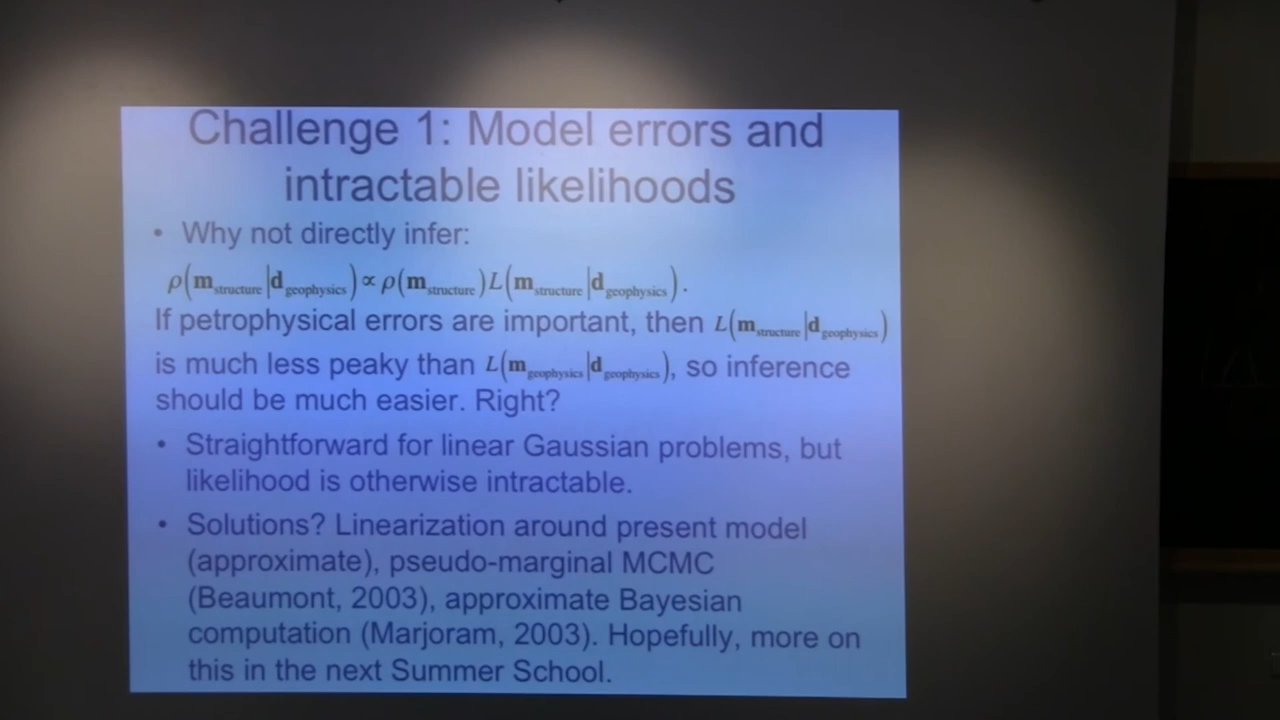 Challenge 1: Model errors and
intractable likelihoods
• Why not directly infer:
ρ(m_structure|d_geophysics) ∝ ρ(m_structure)L(m_structure|d_geophysics).
If petrophysical errors are important, then L(m_structure|d_geophysics)
is much less peaky than L(m_geophysics|d_geophysics), so inference
should be much easier. Right?
• Straightforward for linear Gaussian problems, but
likelihood is otherwise intractable.
• Solutions? Linearization around present model
(approximate), pseudo-marginal MCMC
(Beaumont, 2003), approximate Bayesian
computation (Marjoram, 2003). Hopefully, more on
this in the next Summer School.